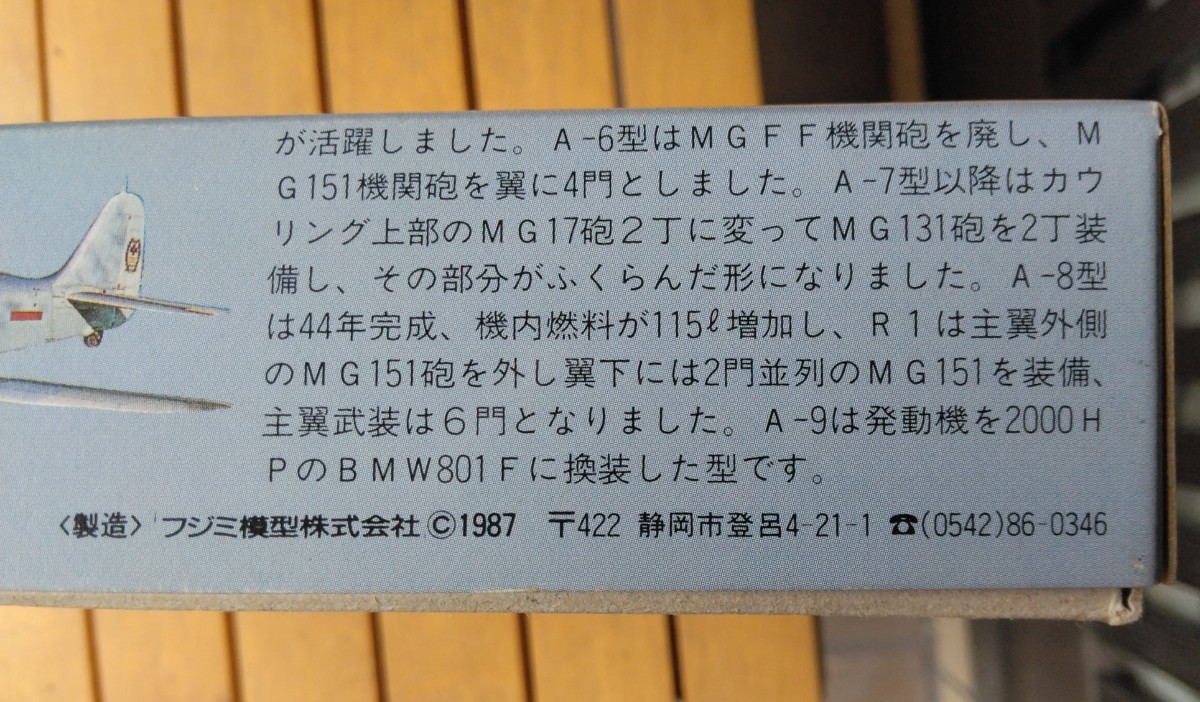 が活躍しました。A-6型はMGFF機関砲を廃し、M
G151機関砲を翼に4門としました。A-7型以降はカウ
リング上部のMG17砲2丁に変ってMG131砲を2丁装
備し、その部分がふくらんだ形になりました。A-8型
は44年完成、機内燃料が115ℓ増加し、R1は主翼外側
のMG151砲を外し翼下には2門並列のMG151を装備、
主翼武装は6門となりました。A-9は発動機を2000H
PのBMW801Fに換装した型です。
〈製造〉フジミ模型株式会社 ©1987 〒422 静岡市登呂4-21-1 ☎(0542)86-0346